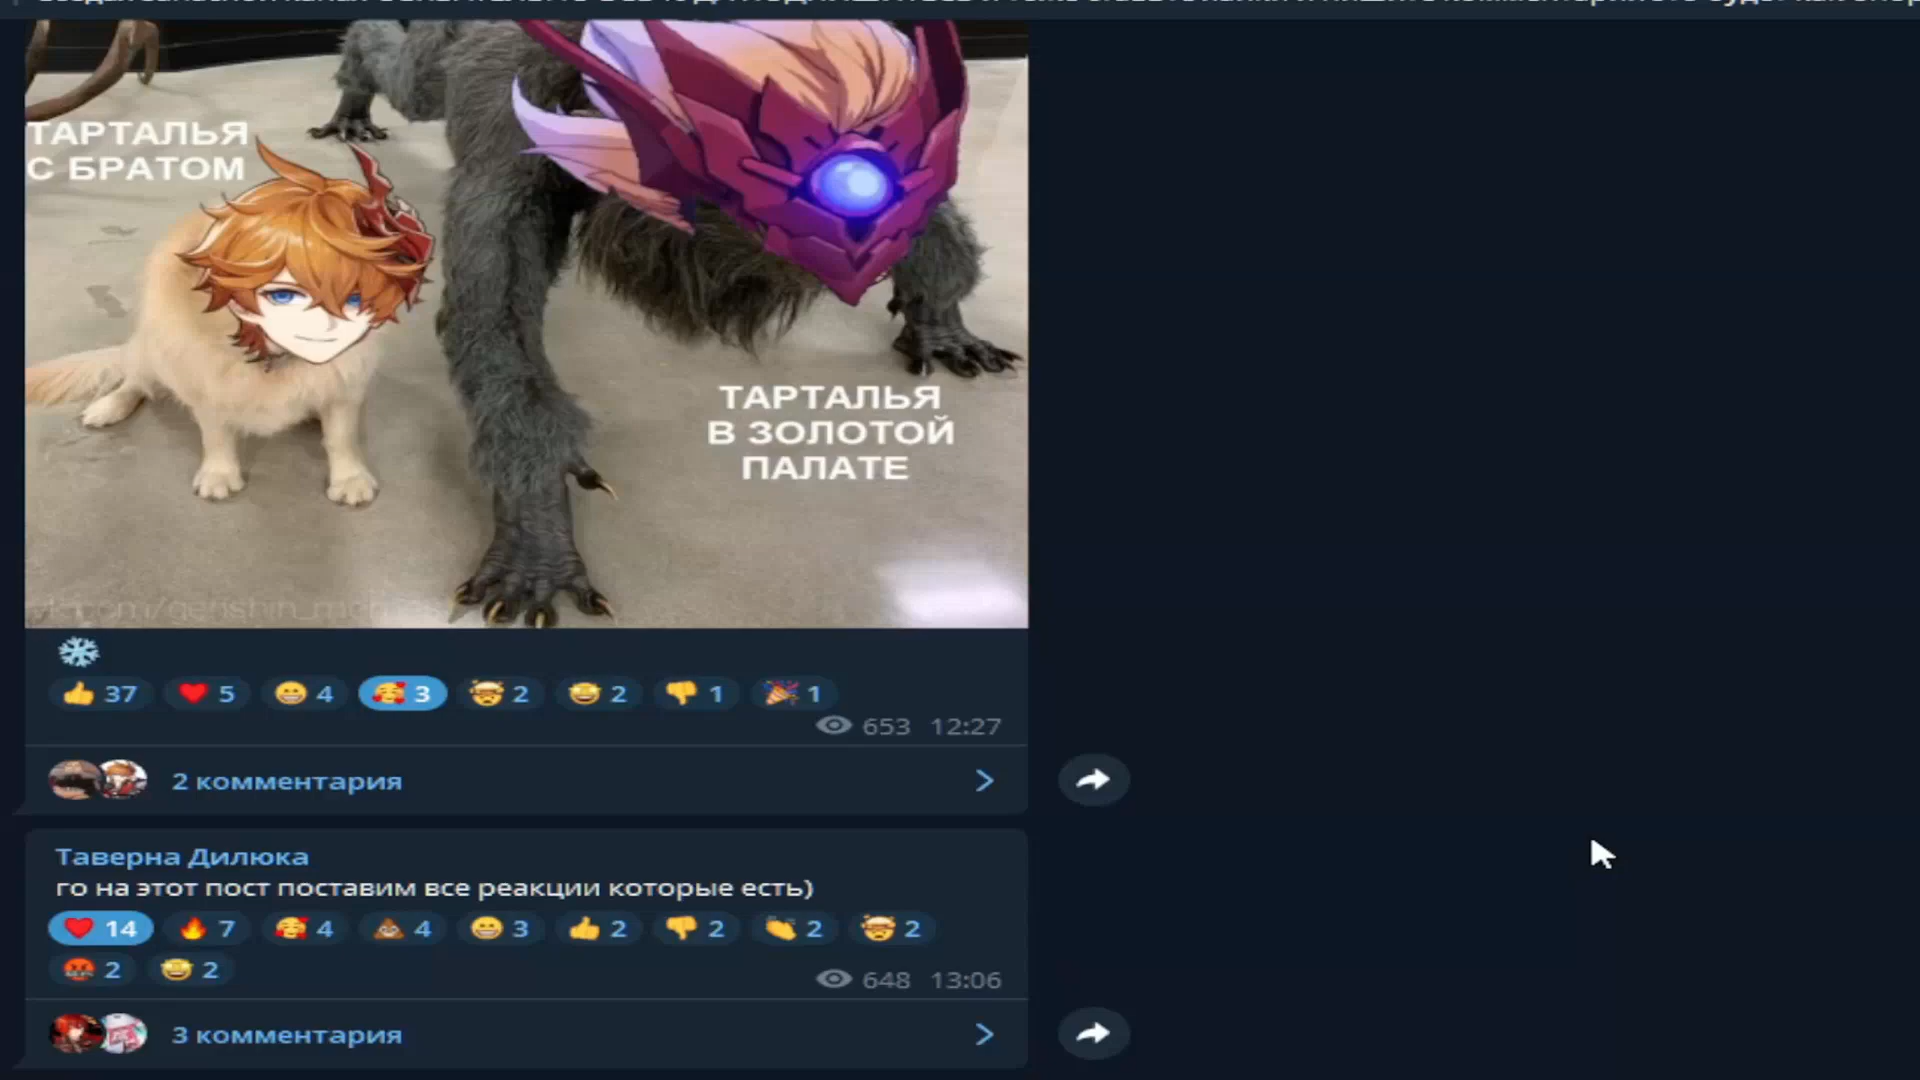 ТАРТАЛЬЯ
С БРАТОМ
ТАРТАЛЬЯ
В ЗОЛОТОЙ
ПАЛАТЕ
37 5 4 3 2 2 1 1
653 12:27
2 комментария
Таверна Дилюка
го на этот пост поставим все реакции которые есть)
14 7 4 4 3 2 2 2 2
2 2
648 13:06
3 комментария